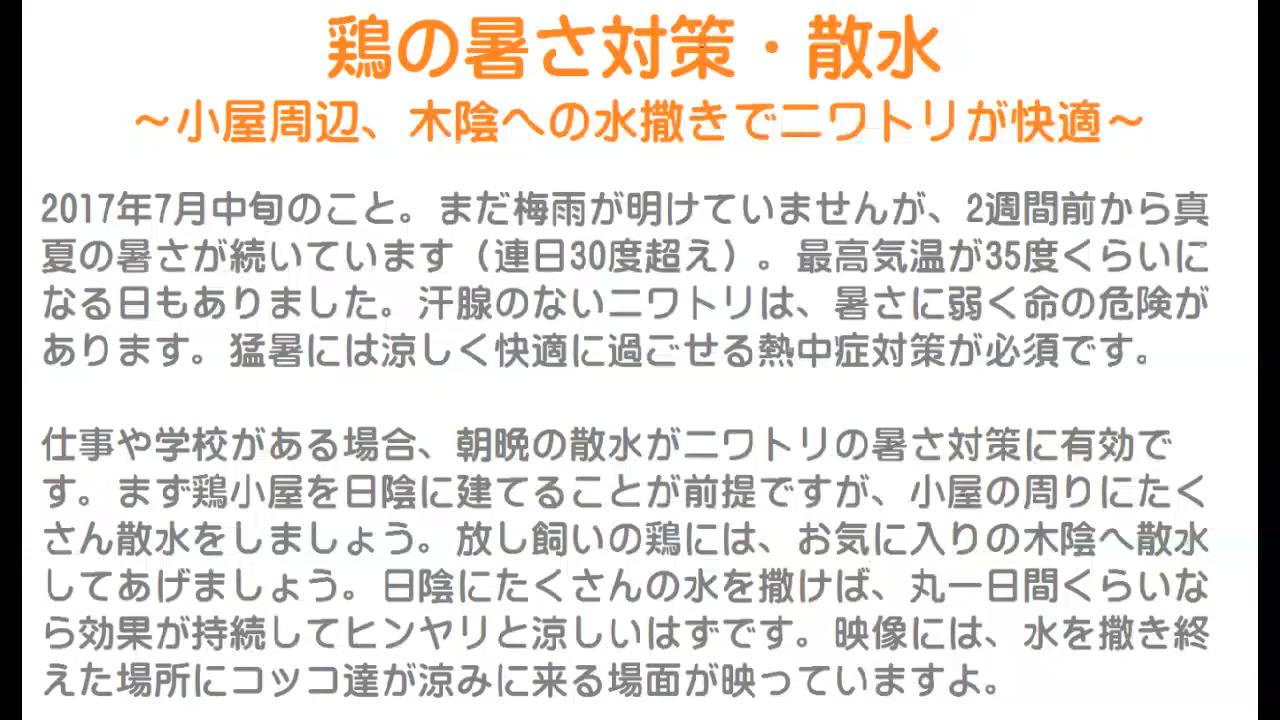 鶏の暑さ対策・散水
～小屋周辺、木陰への水撒きでニワトリが快適～
2017年7月中旬のこと。まだ梅雨が明けていませんが、2週間前から真
夏の暑さが続いています（連日30度超え）。最高気温が35度くらいに
なる日もありました。汗腺のないニワトリは、暑さに弱く命の危険が
あります。猛暑には涼しく快適に過ごせる熱中症対策が必須です。
仕事や学校がある場合、朝晩の散水がニワトリの暑さ対策に有効で
す。まず鶏小屋を日陰に建てることが前提ですが、小屋の周りにたく
さん散水をしましょう。放し飼いの鶏には、お気に入りの木陰へ散水
してあげましょう。日陰にたくさんの水を撒けば、丸一日間くらいな
ら効果が持続してヒンヤリと涼しいはずです。映像には、水を撒き終
えた場所にコッコ達が涼みに来る場面が映っていますよ。